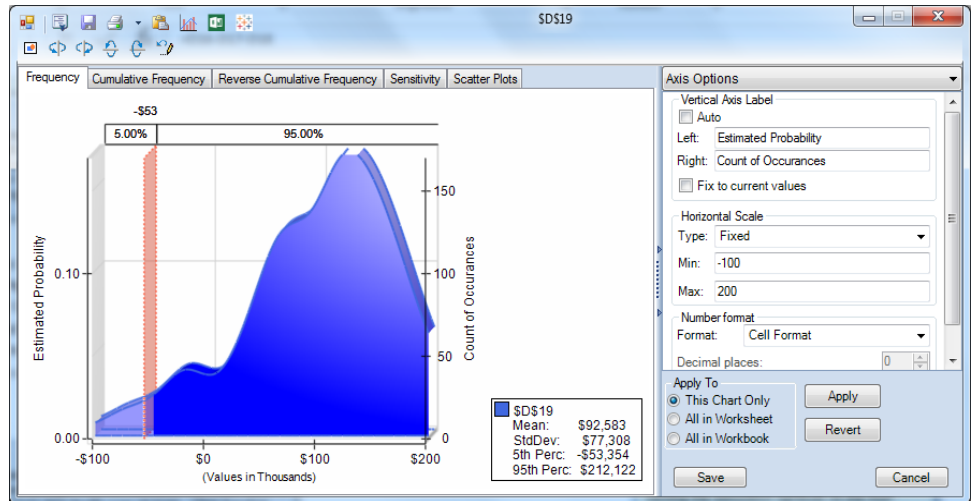 $D$19
Frequency
Cumulative Frequency
Reverse Cumulative Frequency
Sensitivity
Scatter Plots
-$53
5.00%
95.00%
Estimated Probability
0.10
0.00
150
100
50
0
Count of Occurances
-$100
$0
$100
$200
(Values in Thousands)
$D$19
Mean: $92,583
StdDev: $77,308
5th Perc: -$53,354
95th Perc: $212,122
Axis Options
Vertical Axis Label
Auto
Left: Estimated Probability
Right: Count of Occurances
Fix to current values
Horizontal Scale
Type: Fixed
Min: -100
Max: 200
Number format
Format: Cell Format
Decimal places: 0
Apply To
This Chart Only
All in Worksheet
All in Workbook
Apply
Revert
Save
Cancel